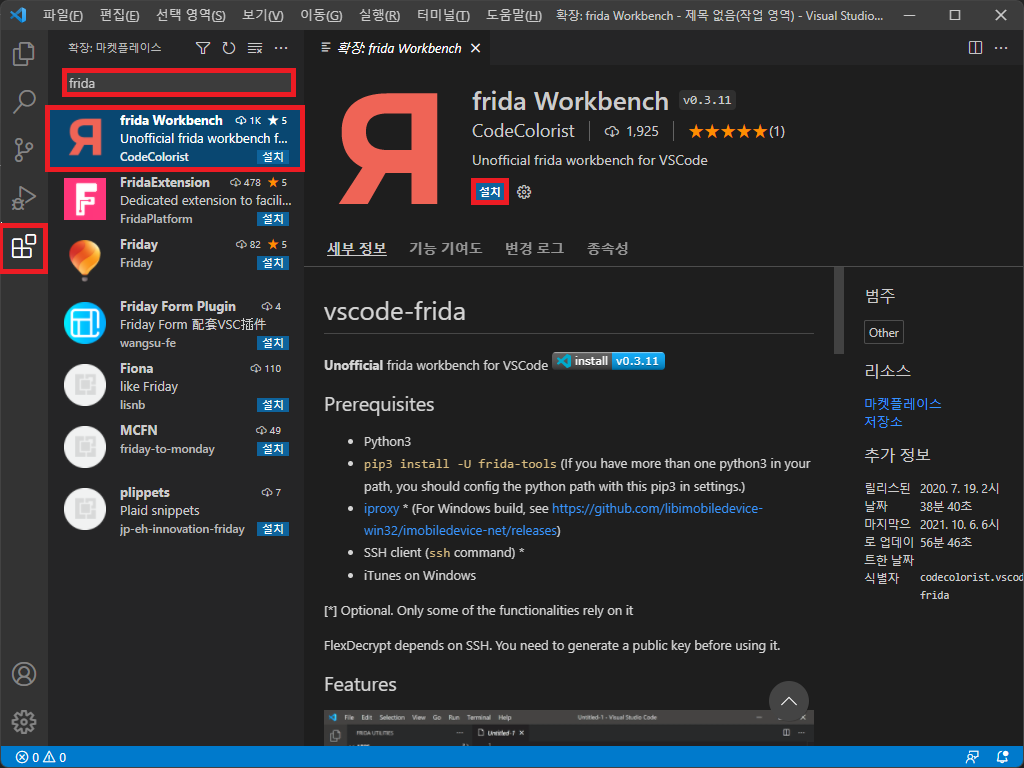 파일(F) 편집(E) 선택 영역(S) 보기(V) 이동(G) 실행(R) 터미널(T) 도움말(H) 확장: frida Workbench - 제목 없음(작업 영역) - Visual Studio...
확장: 마켓플레이스
frida
frida Workbench 1K ★ 5
Unofficial frida workbench f...
CodeColorist 설치
FridaExtension 478 ★ 5
Dedicated extension to facili...
FridaPlatform 설치
Friday 82 ★ 5
Friday 설치
Friday Form Plugin 4
Friday Form 配套VSC插件
wangsu-fe 설치
Fiona 110
like Friday
lisnb 설치
MCFN 49
friday-to-monday 설치
plippets 7
Plaid snippets
jp-eh-innovation-friday 설치
확장: frida Workbench
frida Workbench v0.3.11
CodeColorist 1,925 ★★★★★(1)
Unofficial frida workbench for VSCode
설치
세부 정보 기능 기여도 변경 로그 종속성
vscode-frida
Unofficial frida workbench for VSCode install v0.3.11
Prerequisites
• Python3
• pip3 install -U frida-tools (If you have more than one python3 in your
path, you should config the python path with this pip3 in settings.)
• iproxy * (For Windows build, see https://github.com/libimobiledevice-
win32/imobiledevice-net/releases)
• SSH client (ssh command) *
• iTunes on Windows
[*] Optional. Only some of the functionalities rely on it
FlexDecrypt depends on SSH. You need to generate a public key before using it.
Features
File Edit Selection View Go Run Terminal Help Untitled-1 - Visual Studio Code
FRIDA UTILITIES Untitled-1
범주
Other
리소스
마켓플레이스
저장소
추가 정보
릴리스된 2020. 7. 19. 2시
날짜 38분 40초
마지막으 2021. 10. 6. 6시
로 업데이 56분 46초
트한 날짜
식별자 codecolorist.vscod
frida
0 0